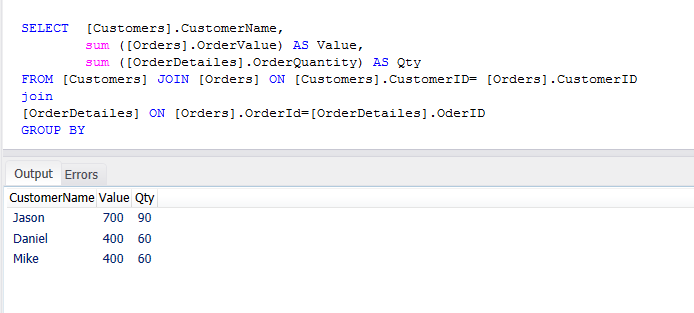 SELECT [Customers].CustomerName,
sum ([Orders].OrderValue) AS Value,
sum ([OrderDetailes].OrderQuantity) AS Qty
FROM [Customers] JOIN [Orders] ON [Customers].CustomerID= [Orders].CustomerID
join
[OrderDetailes] ON [Orders].OrderId=[OrderDetailes].OderID
GROUP BY
Output Errors
CustomerName Value Qty
Jason 700 90
Daniel 400 60
Mike 400 60